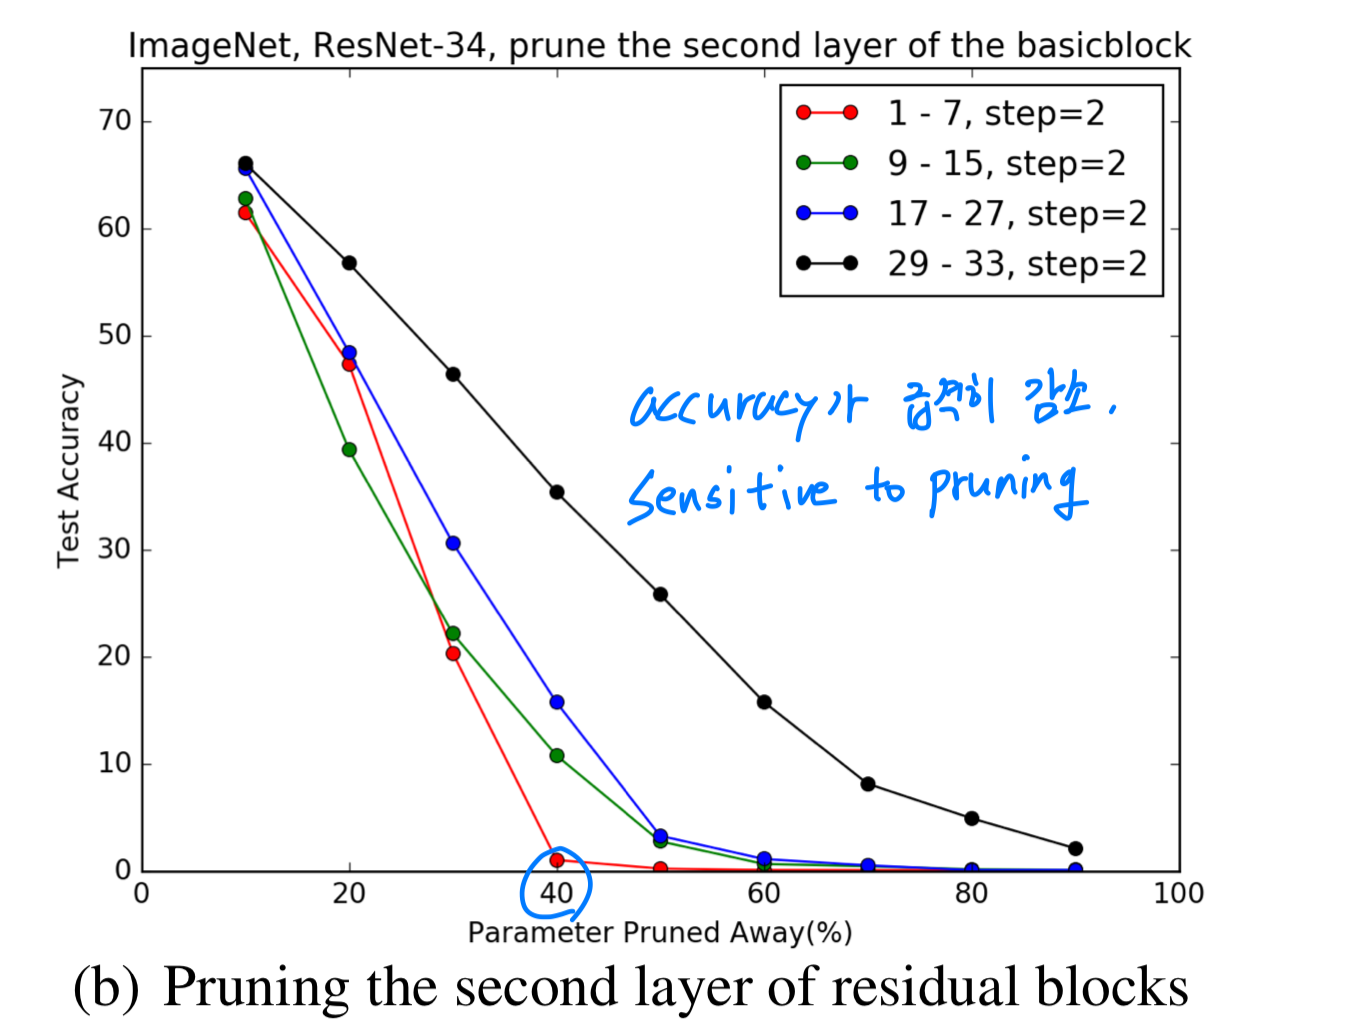 ImageNet, ResNet-34, prune the second layer of the basicblock
70
60
50
40
30
20
10
0
Test Accuracy
1 - 7, step=2
9 - 15, step=2
17 - 27, step=2
29 - 33, step=2
accuracy가 급격히 감소.
Sensitive to pruning
0 20 40 60 80 100
Parameter Pruned Away(%)
(b) Pruning the second layer of residual blocks